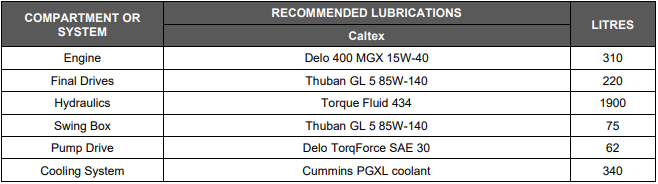 COMPARTMENT OR SYSTEM RECOMMENDED LUBRICATIONS LITRES
Caltex
Engine Delo 400 MGX 15W-40 310
Final Drives Thuban GL 5 85W-140 220
Hydraulics Torque Fluid 434 1900
Swing Box Thuban GL 5 85W-140 75
Pump Drive Delo TorqForce SAE 30 62
Cooling System Cummins PGXL coolant 340